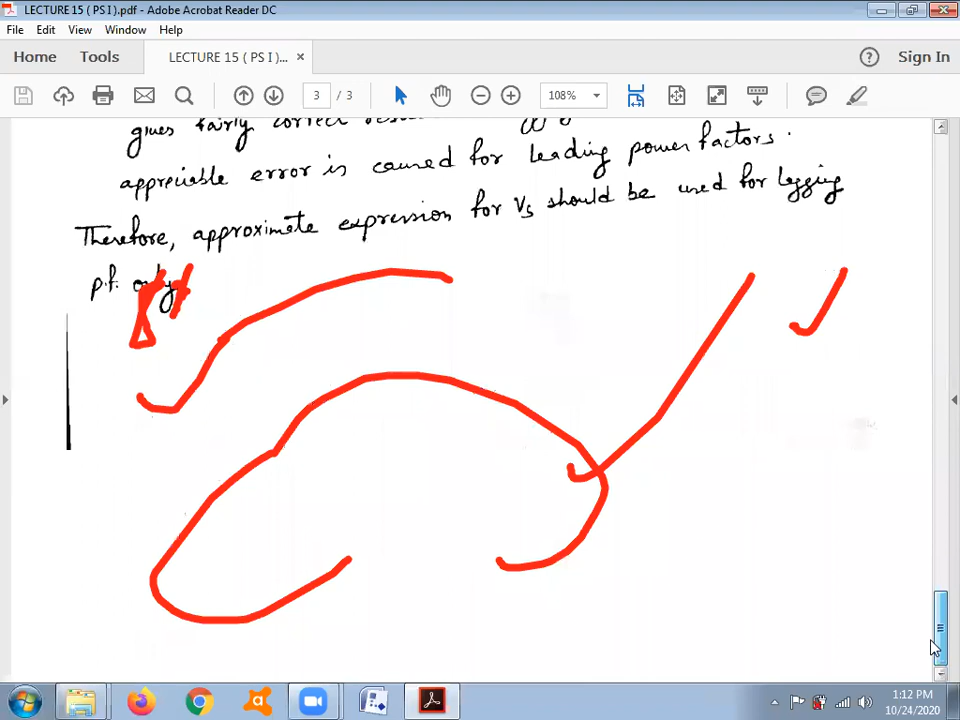 LECTURE 15 ( PS I ).pdf - Adobe Acrobat Reader DC
File Edit View Window Help
Home Tools LECTURE 15 ( PS I )... × Sign In
3 / 3 108%
gives fairly correct
appreciable error is caused for leading power factors.
Therefore, approximate expression for Vs should be used for lagging
p.f. only
1:12 PM
10/24/2020